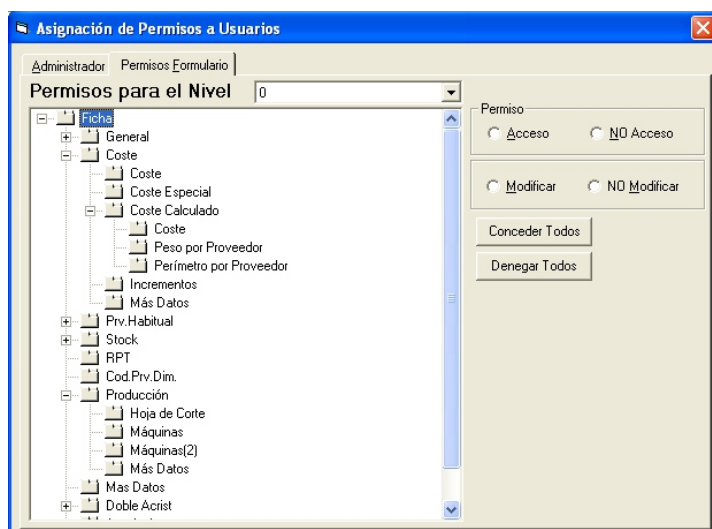 Asignación de Permisos a Usuarios
Administrador Permisos Formulario
Permisos para el Nivel 0
Ficha
General
Coste
Coste
Coste Especial
Coste Calculado
Coste
Peso por Proveedor
Perímetro por Proveedor
Incrementos
Más Datos
Prv.Habitual
Stock
RPT
Cod.Prv.Dim.
Producción
Hoja de Corte
Máquinas
Máquinas(2)
Más Datos
Mas Datos
Doble Acrist
Permiso
Acceso NO Acceso
Modificar NO Modificar
Conceder Todos
Denegar Todos